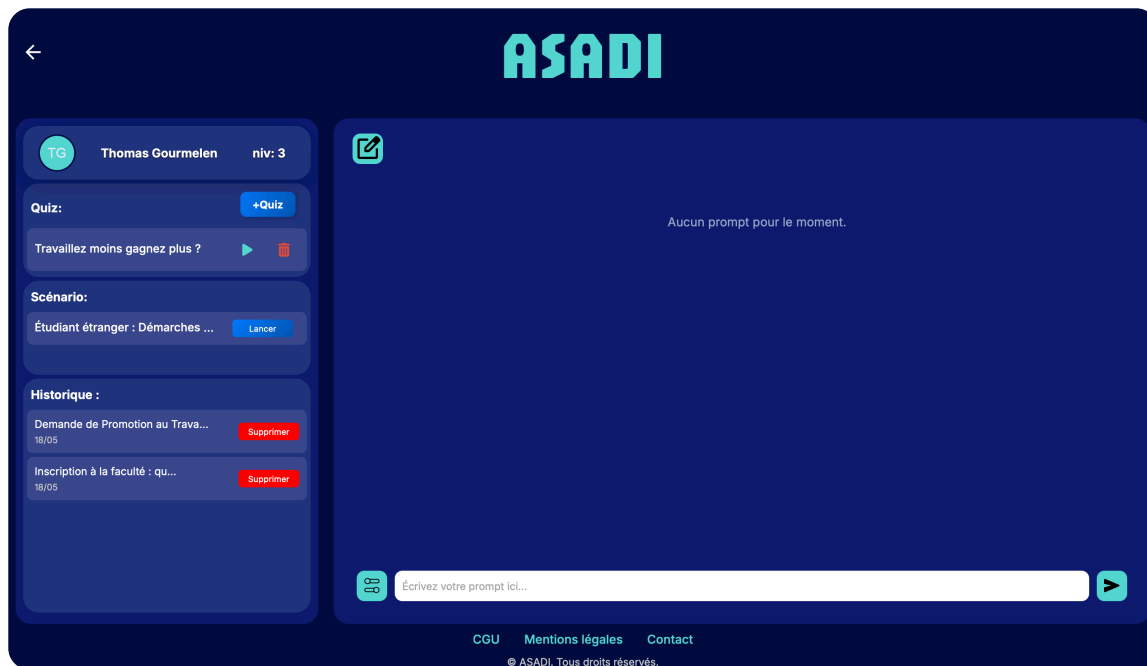 ASADI
TG
Thomas Gourmelen
niv: 3
Quiz:
+Quiz
Travaillez moins gagnez plus ?
Scénario:
Étudiant étranger : Démarches ...
Lancer
Historique :
Demande de Promotion au Trava...
18/05
Supprimer
Inscription à la faculté : qu...
18/05
Supprimer
Aucun prompt pour le moment.
Écrivez votre prompt ici...
CGU Mentions légales Contact
© ASADI. Tous droits réservés.